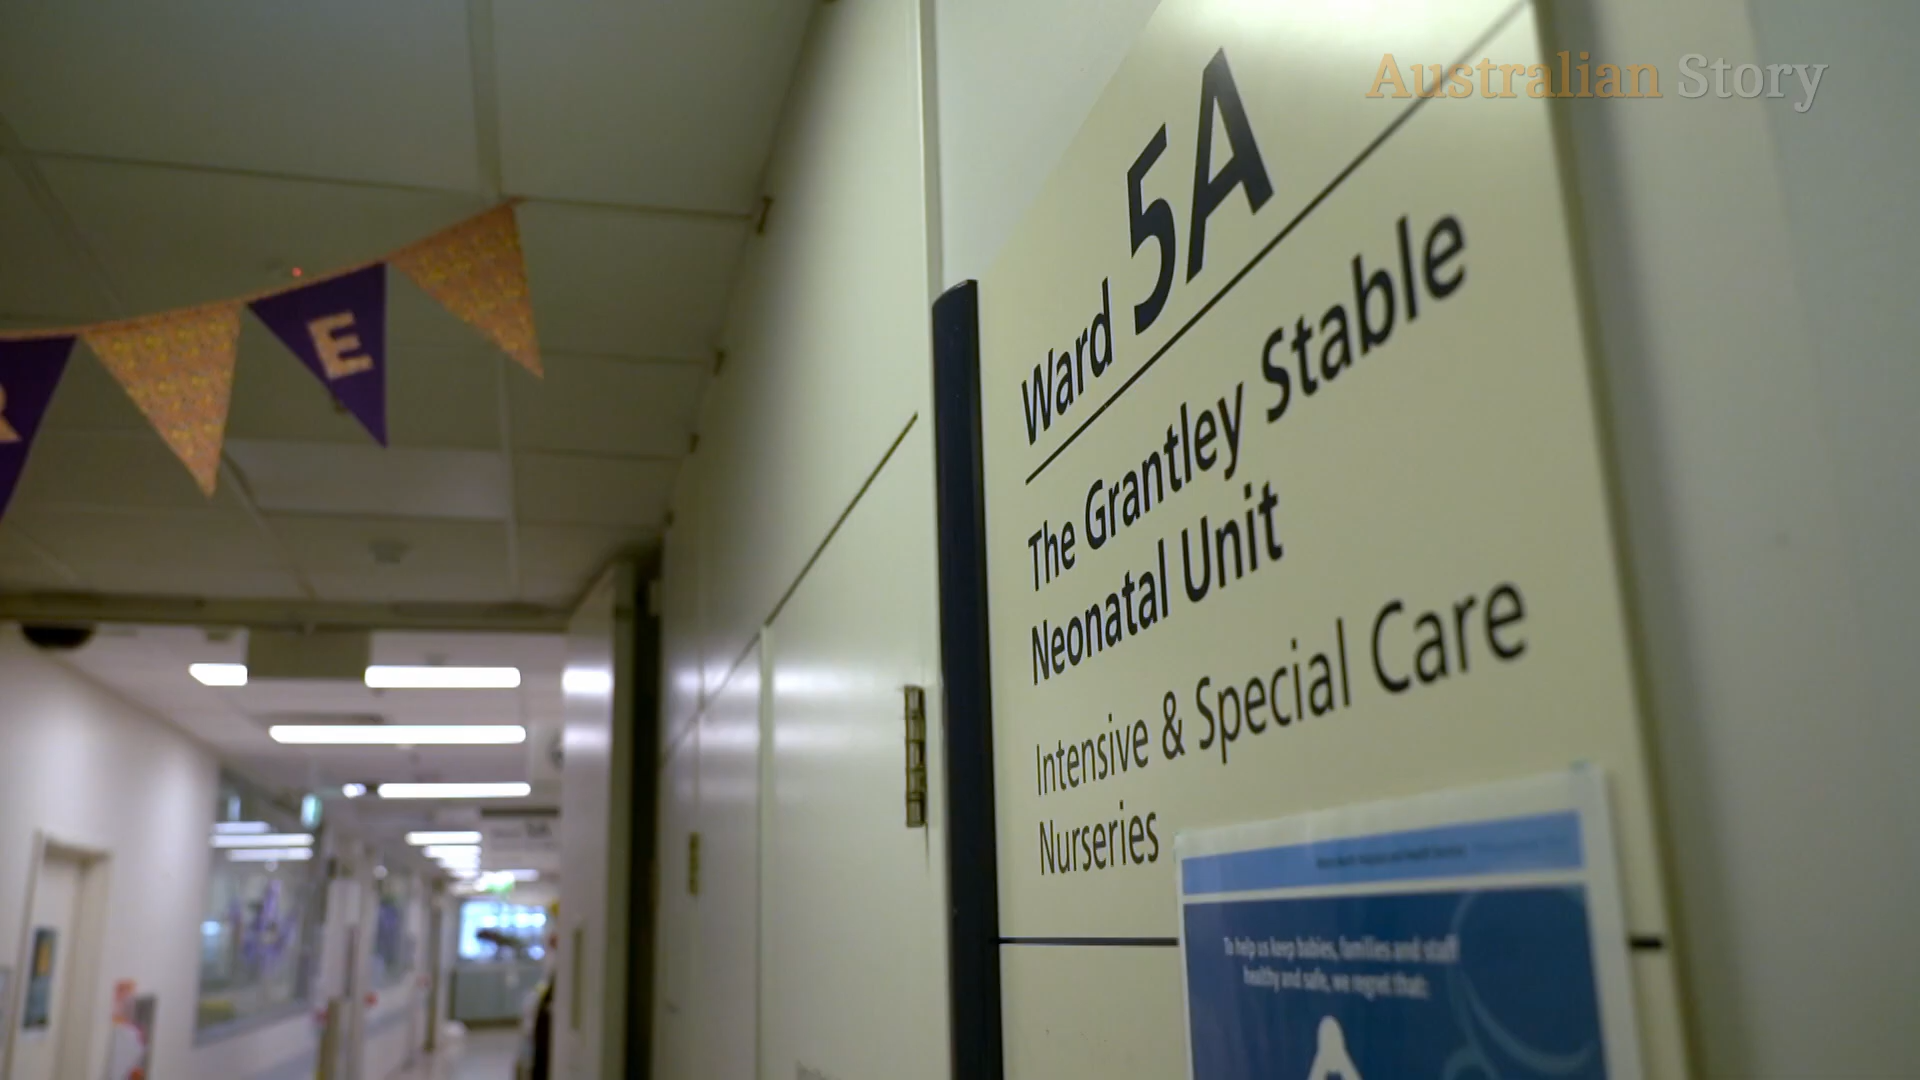 Australian Story
R E
Ward 5A
The Grantley Stable
Neonatal Unit
Intensive & Special Care
Nurseries
To help us keep babies, families and staff
healthy and safe, we regret that: